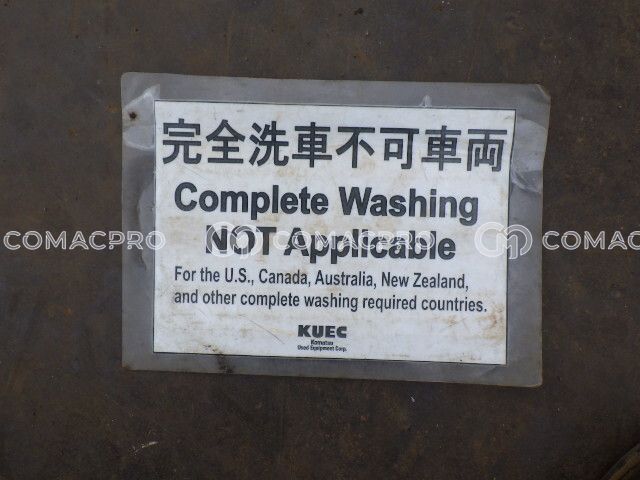 完全洗車不可車両
Complete Washing
NOT Applicable
COMACPRO COMACPRO COMAC
For the U.S., Canada, Australia, New Zealand,
and other complete washing required countries.
KUEC
Komatsu
Used Equipment Corp.